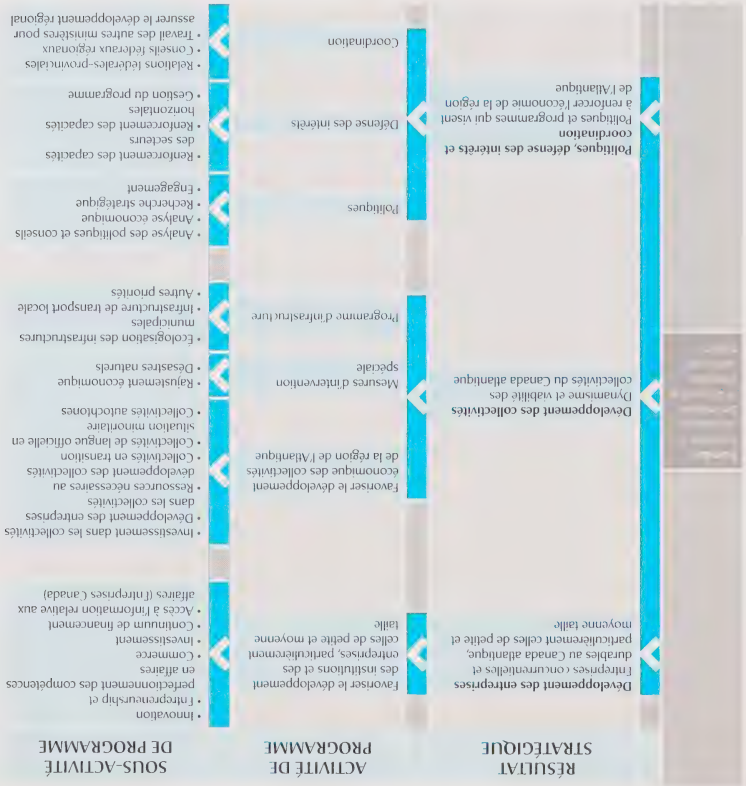 RÉSULTAT
STRATÉGIQUE
ACTIVITÉ DE
PROGRAMME
SOUS-ACTIVITÉ
DE PROGRAMME
Développement des entreprises
Entreprises concurrentielles et
durables au Canada atlantique,
particulièrement celles de petite et
moyenne taille
Favoriser le développement
des institutions et des
entreprises, particulièrement
celles de petite et moyenne
taille
• Innovation
• Entrepreneurship et
perfectionnement des compétences
en affaires
• Commerce
• Investissement
• Continuum de financement
• Accès à l'information relative aux
affaires (Entreprises Canada)
Développement des collectivités
Dynamisme et viabilité des
collectivités du Canada atlantique
Favoriser le développement
économique des collectivités
de la région de l'Atlantique
• Investissement dans les collectivités
• Développement des entreprises
dans les collectivités
• Ressources nécessaires au
développement des collectivités
• Collectivités en transition
• Collectivités de langue officielle en
situation minoritaire
• Collectivités autochtones
Mesures d'intervention
spéciale
• Rajustement économique
• Désastres naturels
Programme d'infrastructure
• Écologisation des infrastructures
municipales
• Infrastructure de transport locale
• Autres priorités
Politiques, défense des intérêts et
coordination
Politiques et programmes qui visent
à renforcer l'économie de la région
de l'Atlantique
Politiques
• Analyse des politiques et conseils
• Analyse économique
• Recherche stratégique
• Engagement
Défense des intérêts
• Renforcement des capacités
des secteurs
• Renforcement des capacités
horizontales
• Gestion du programme
Coordination
• Relations fédérales-provinciales
• Conseils fédéraux régionaux
• Travail des autres ministères pour
assurer le développement régional